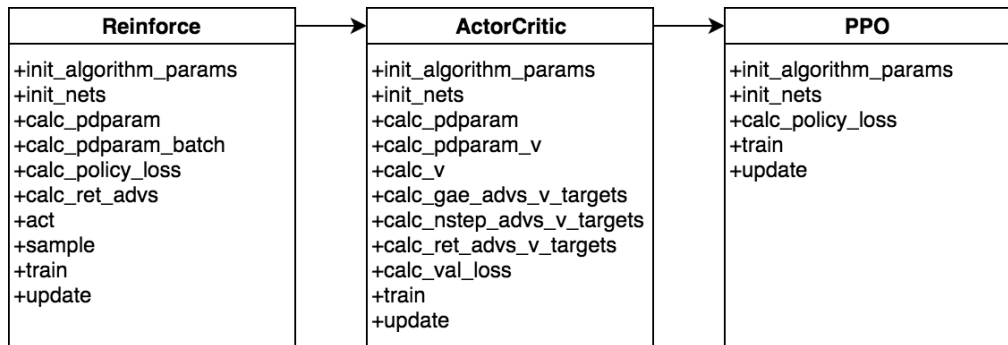 Reinforce
+init_algorithm_params
+init_nets
+calc_pdparam
+calc_pdparam_batch
+calc_policy_loss
+calc_ret_advs
+act
+sample
+train
+update
ActorCritic
+init_algorithm_params
+init_nets
+calc_pdparam
+calc_pdparam_v
+calc_v
+calc_gae_advs_v_targets
+calc_nstep_advs_v_targets
+calc_ret_advs_v_targets
+calc_val_loss
+train
+update
PPO
+init_algorithm_params
+init_nets
+calc_policy_loss
+train
+update